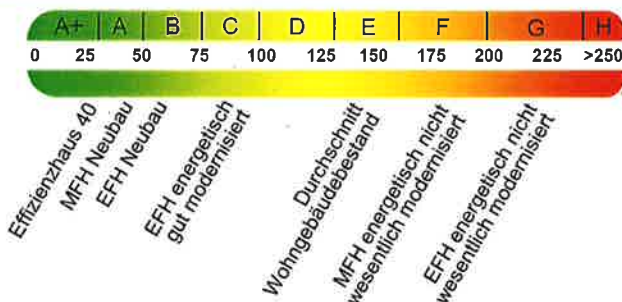 A+ A B C D E F G H
0 25 50 75 100 125 150 175 200 225 >250
Effizienzhaus 40
MFH Neubau
EFH Neubau
EFH energetisch
gut modernisiert
Durchschnitt
Wohngebäudebestand
MFH energetisch nicht
wesentlich modernisiert
EFH energetisch nicht
wesentlich modernisiert